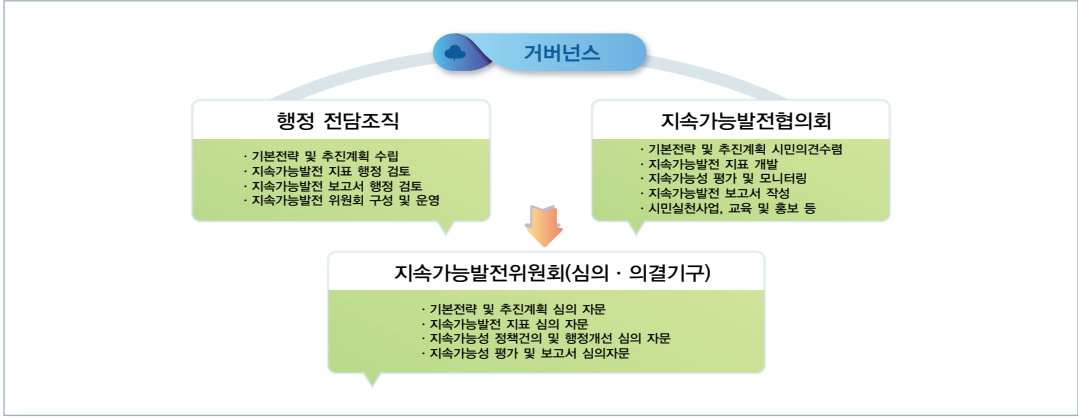 거버넌스
행정 전담조직
· 기본전략 및 추진계획 수립
· 지속가능발전 지표 행정 검토
· 지속가능발전 보고서 행정 검토
· 지속가능발전 위원회 구성 및 운영
지속가능발전협의회
· 기본전략 및 추진계획 시민의견수렴
· 지속가능발전 지표 개발
· 지속가능성 평가 및 모니터링
· 지속가능발전 보고서 작성
· 시민실천사업, 교육 및 홍보 등
지속가능발전위원회(심의 · 의결기구)
· 기본전략 및 추진계획 심의 자문
· 지속가능발전 지표 심의 자문
· 지속가능성 정책건의 및 행정개선 심의 자문
· 지속가능성 평가 및 보고서 심의자문